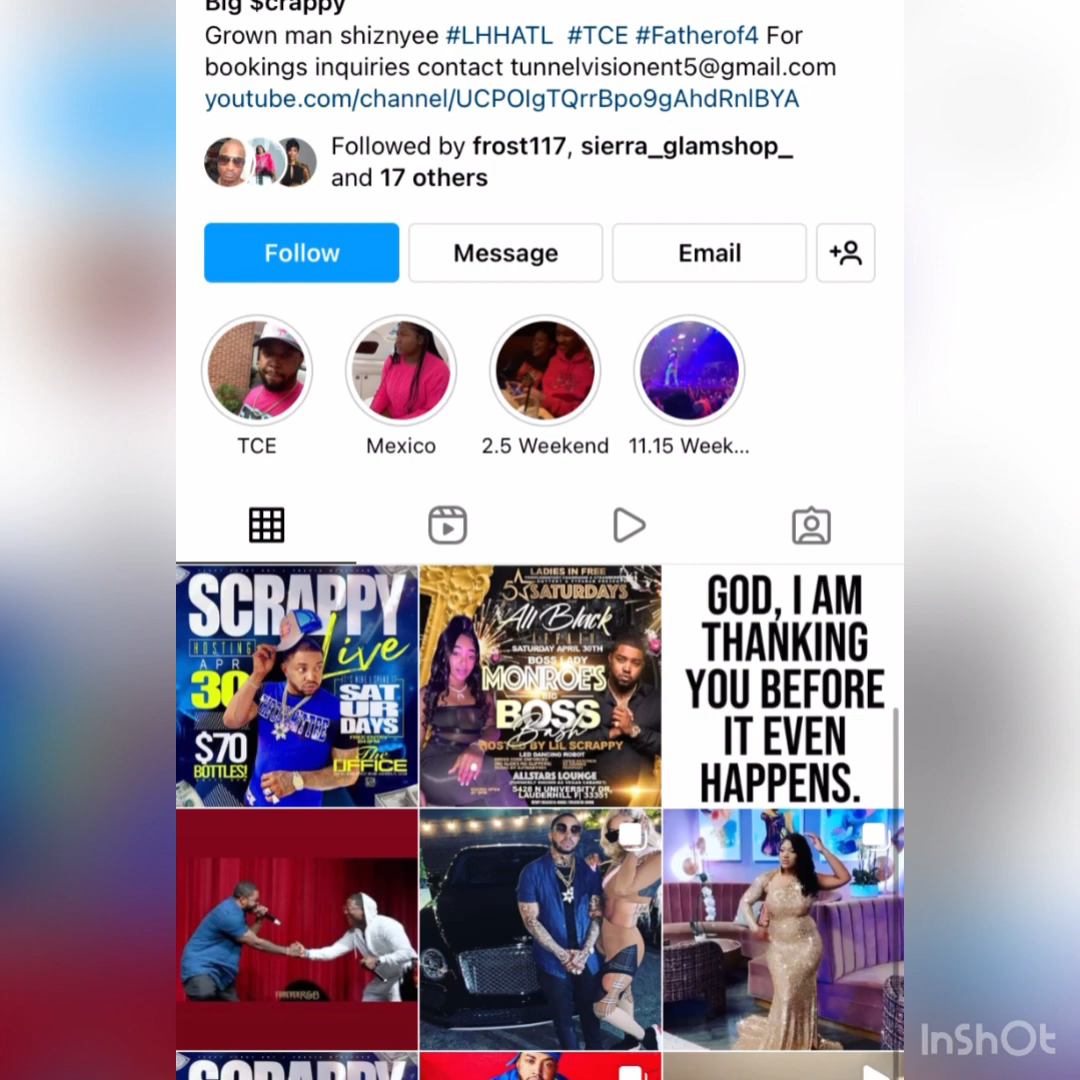 Big $crappy
Grown man shiznyee #LHHATL #TCE #Fatherof4 For
bookings inquiries contact tunnelvisionent5@gmail.com
youtube.com/channel/UCPOIgTQrrBpo9gAhdRnlBYA
Followed by frost117, sierra_glamshop_
and 17 others
Follow
Message
Email
TCE
Mexico
2.5 Weekend
11.15 Week...
SCRAPPY
Live
HOSTING
APR
30
SAT
UR
DAYS
$70
BOTTLES!
The
OFFICE
LADIES IN FREE
5 SATURDAYS
All Black
SATURDAY APRIL 30TH
BOSS LADY
MONROE'S
BIG
BOSS
Bash
HOSTED BY LIL SCRAPPY
LED DANCING ROBOT
ALLSTARS LOUNGE
5428 N UNIVERSITY DR,
LAUDERHILL Fl 33351
GOD, I AM
THANKING
YOU BEFORE
IT EVEN
HAPPENS.
FOREVER R&B
SCRAPPY
InShOt